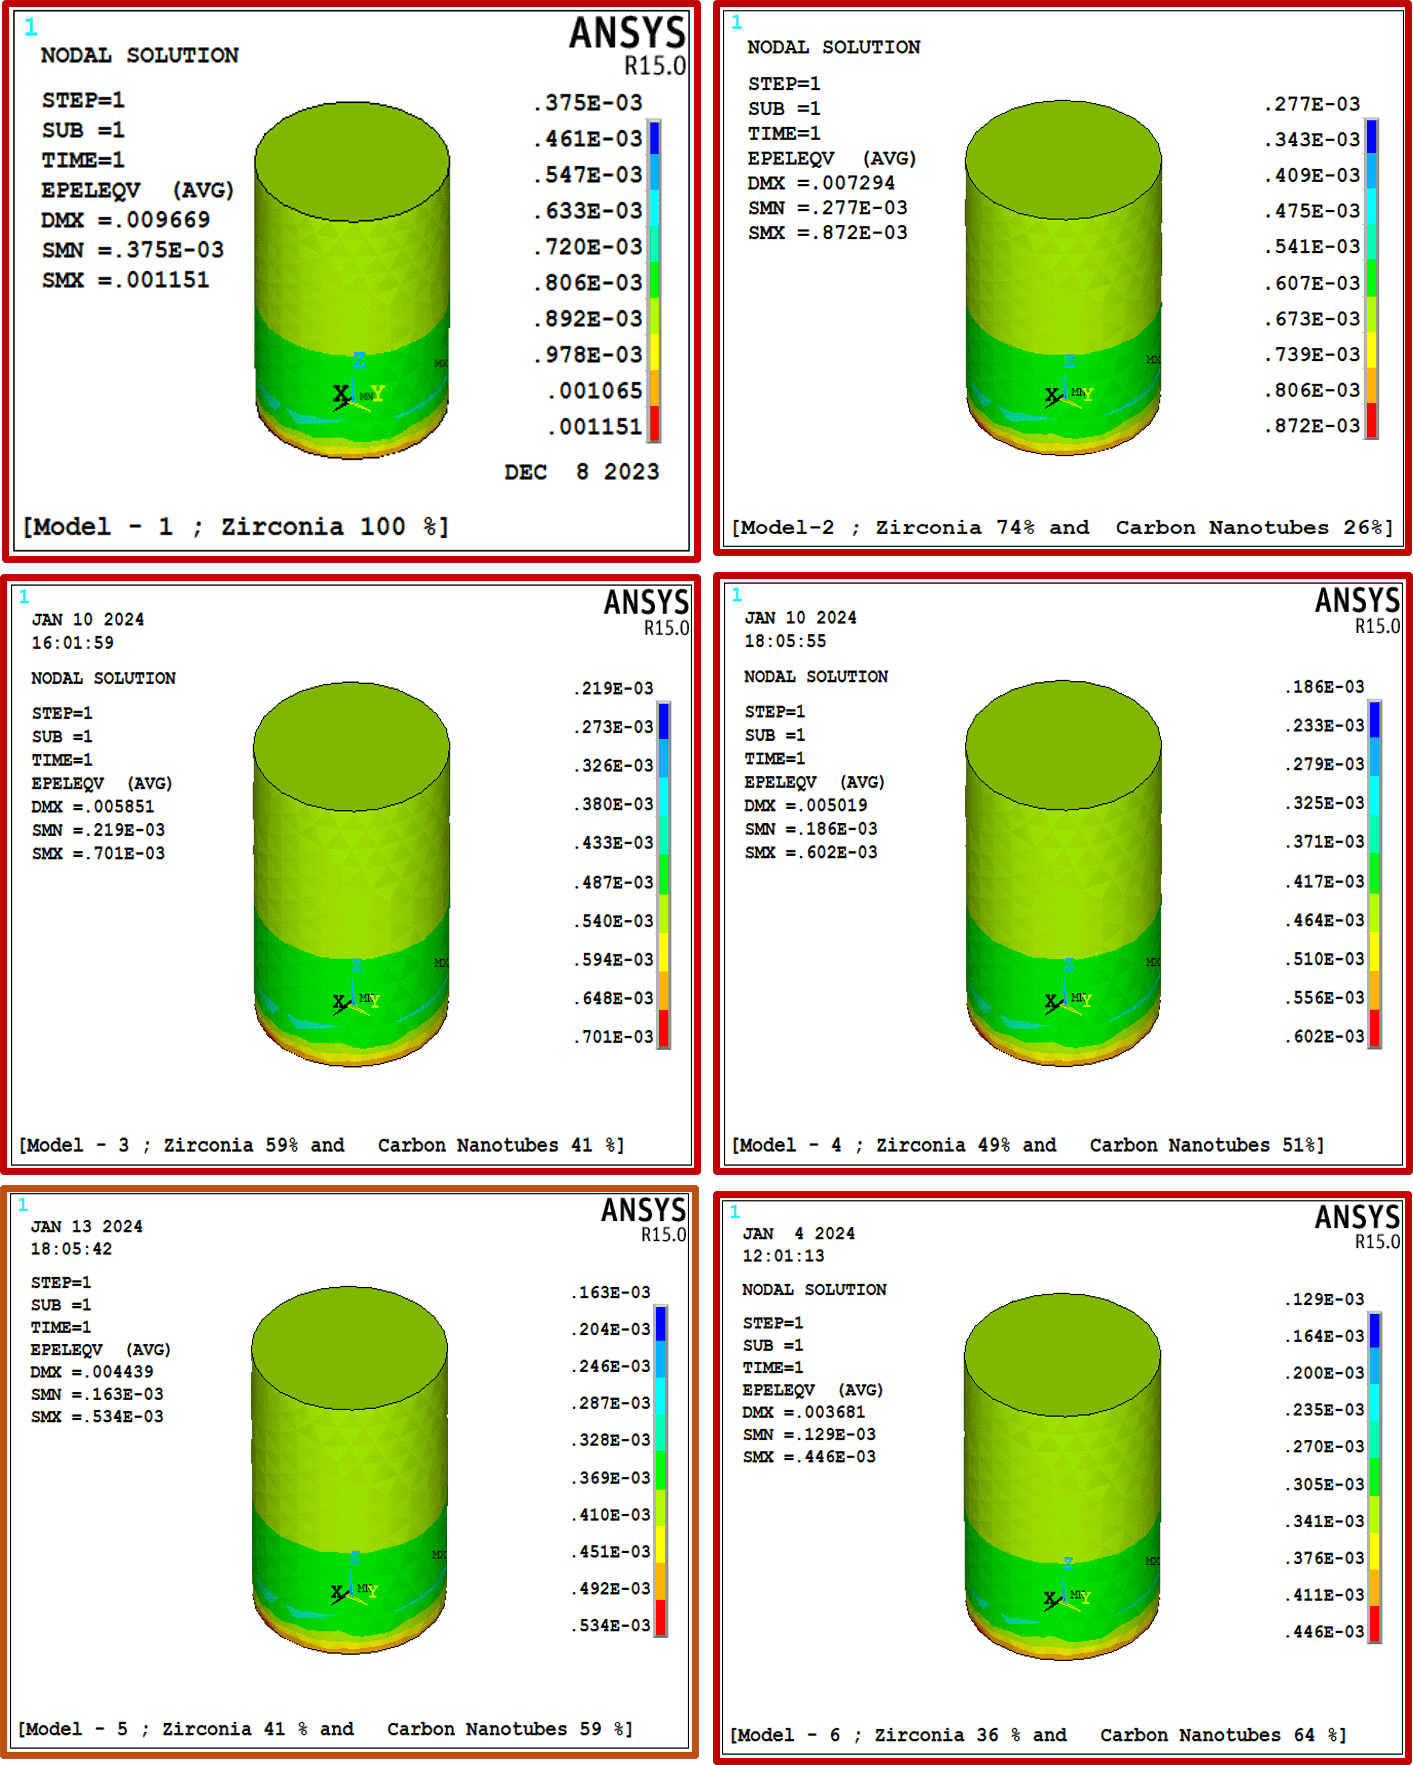 1
ANSYS
R15.0
NODAL SOLUTION
STEP=1
SUB =1
TIME=1
EPELEQV (AVG)
DMX =.009669
SMN =.375E-03
SMX =.001151
.375E-03
.461E-03
.547E-03
.633E-03
.720E-03
.806E-03
.892E-03
.978E-03
.001065
.001151
Z
MX
X
MN
Y
DEC 8 2023
[Model - 1 ; Zirconia 100 %]
1
NODAL SOLUTION
STEP=1
SUB =1
TIME=1
EPELEQV (AVG)
DMX =.007294
SMN =.277E-03
SMX =.872E-03
.277E-03
.343E-03
.409E-03
.475E-03
.541E-03
.607E-03
.673E-03
.739E-03
.806E-03
.872E-03
Z
MX
X
MN
Y
[Model-2 ; Zirconia 74% and Carbon Nanotubes 26%]
1
ANSYS
R15.0
JAN 10 2024
16:01:59
NODAL SOLUTION
STEP=1
SUB =1
TIME=1
EPELEQV (AVG)
DMX =.005851
SMN =.219E-03
SMX =.701E-03
.219E-03
.273E-03
.326E-03
.380E-03
.433E-03
.487E-03
.540E-03
.594E-03
.648E-03
.701E-03
Z
MX
X
MN
Y
[Model - 3 ; Zirconia 59% and Carbon Nanotubes 41 %]
1
ANSYS
R15.0
JAN 10 2024
18:05:55
NODAL SOLUTION
STEP=1
SUB =1
TIME=1
EPELEQV (AVG)
DMX =.005019
SMN =.186E-03
SMX =.602E-03
.186E-03
.233E-03
.279E-03
.325E-03
.371E-03
.417E-03
.464E-03
.510E-03
.556E-03
.602E-03
Z
MX
X
MN
Y
[Model - 4 ; Zirconia 49% and Carbon Nanotubes 51%]
1
ANSYS
R15.0
JAN 13 2024
18:05:42
STEP=1
SUB =1
TIME=1
EPELEQV (AVG)
DMX =.004439
SMN =.163E-03
SMX =.534E-03
.163E-03
.204E-03
.246E-03
.287E-03
.328E-03
.369E-03
.410E-03
.451E-03
.492E-03
.534E-03
Z
MX
X
MN
Y
[Model - 5 ; Zirconia 41 % and Carbon Nanotubes 59 %]
1
ANSYS
R15.0
JAN 4 2024
12:01:13
NODAL SOLUTION
STEP=1
SUB =1
TIME=1
EPELEQV (AVG)
DMX =.003681
SMN =.129E-03
SMX =.446E-03
.129E-03
.164E-03
.200E-03
.235E-03
.270E-03
.305E-03
.341E-03
.376E-03
.411E-03
.446E-03
Z
MX
X
MN
Y
[Model - 6 ; Zirconia 36 % and Carbon Nanotubes 64 %]